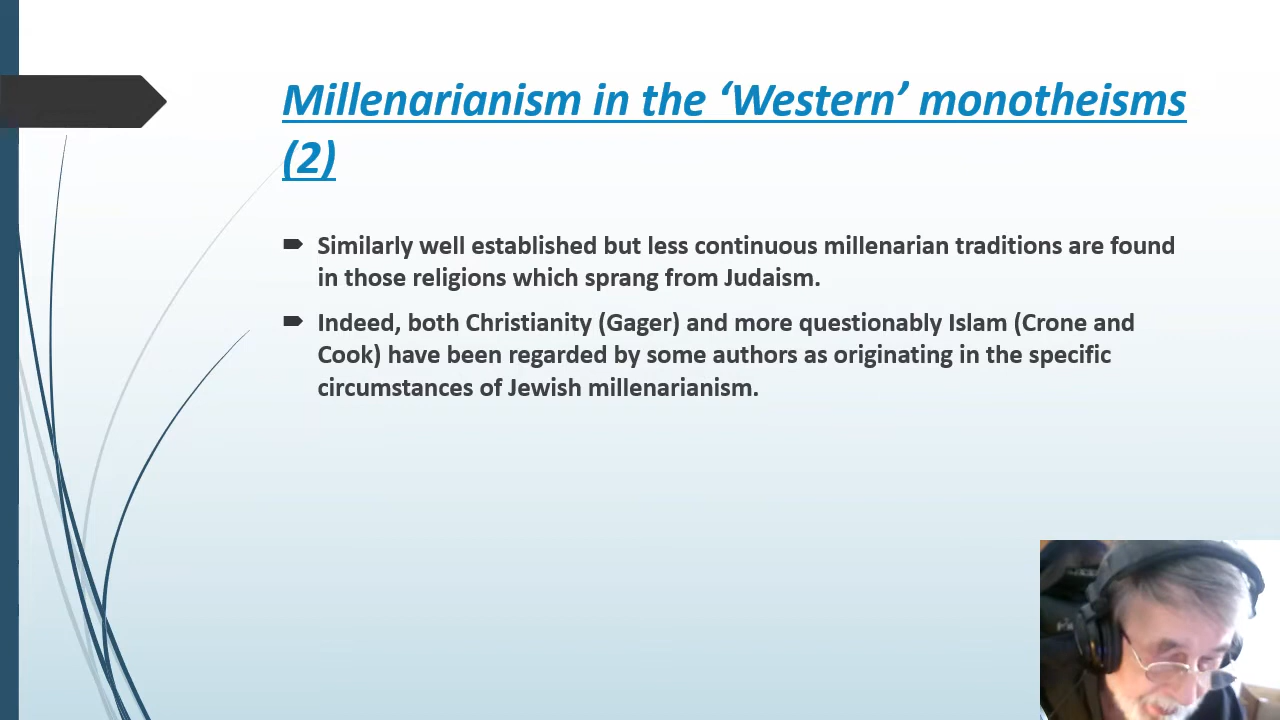 Millenarianism in the ‘Western’ monotheisms
(2)
Similarly well established but less continuous millenarian traditions are found
in those religions which sprang from Judaism.
Indeed, both Christianity (Gager) and more questionably Islam (Crone and
Cook) have been regarded by some authors as originating in the specific
circumstances of Jewish millenarianism.